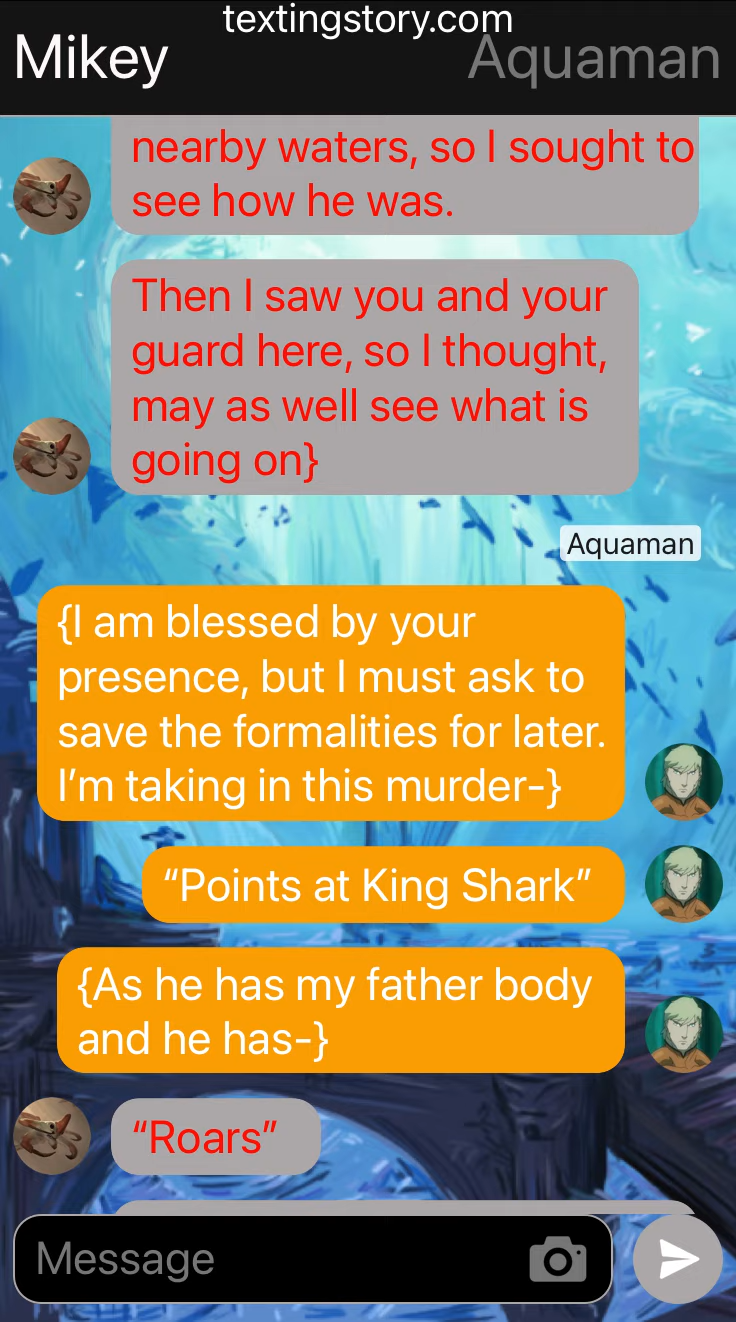 textingstory.com
Mikey
Aquaman
nearby waters, so I sought to
see how he was.
Then I saw you and your
guard here, so I thought,
may as well see what is
going on}
Aquaman
{I am blessed by your
presence, but I must ask to
save the formalities for later.
I’m taking in this murder-}
“Points at King Shark”
{As he has my father body
and he has-}
“Roars”
Message